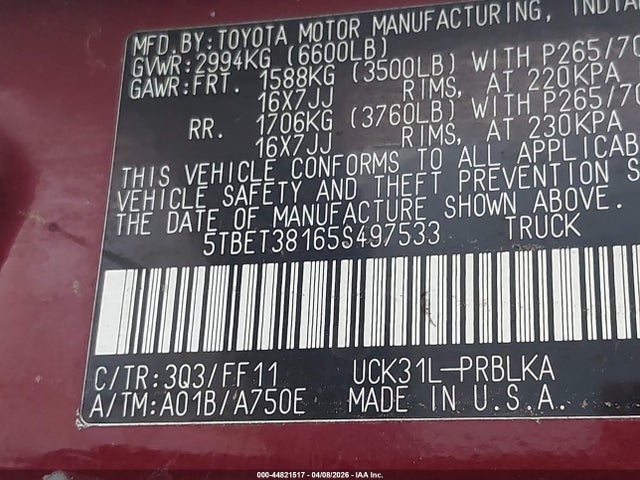 MFD.BY:TOYOTA MOTOR MANUFACTURING, INDIA
GVWR:2994KG (6600LB)
GAWR:FRT. 1588KG (3500LB) WITH P265/70
16X7JJ RIMS, AT 220KPA
RR. 1706KG (3760LB) WITH P265/70
16X7JJ RIMS, AT 230KPA
THIS VEHICLE CONFORMS TO ALL APPLICAB
VEHICLE SAFETY AND THEFT PREVENTION S
THE DATE OF MANUFACTURE SHOWN ABOVE.
5TBET38165S497533 TRUCK
C/TR:3Q3/FF11 UCK31L-PRBLKA
A/TM:A01B/A750E MADE IN U.S.A.
000-44821517 - 04/08/2026 - IAA Inc.